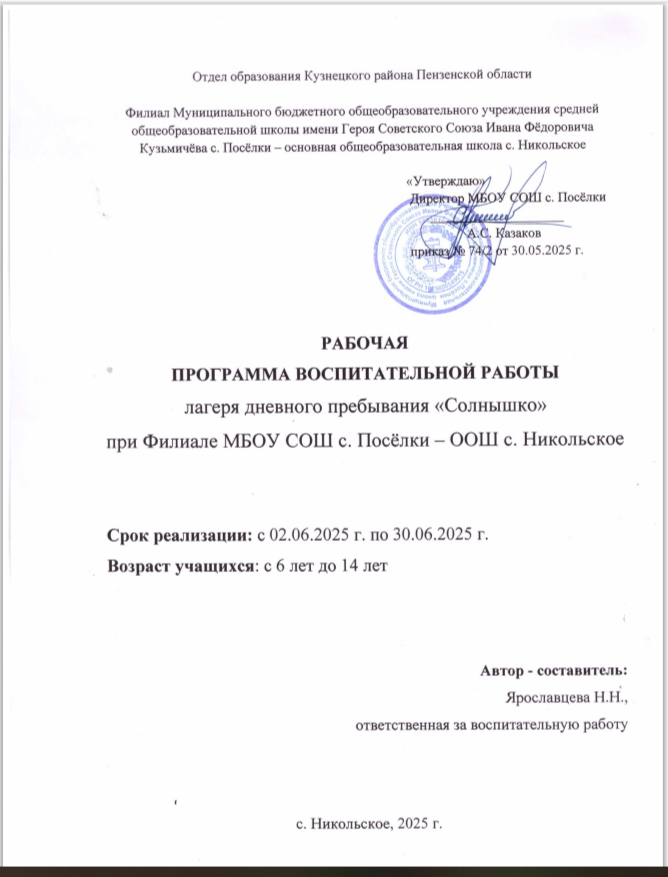 Отдел образования Кузнецкого района Пензенской области
Филиал Муниципального бюджетного общеобразовательного учреждения средней
общеобразовательной школы имени Героя Советского Союза Ивана Фёдоровича
Кузьмичёва с. Посёлки – основная общеобразовательная школа с. Никольское
«Утверждаю»
Директор МБОУ СОШ с. Посёлки
А.С. Казаков
приказ № 74/2 от 30.05.2025 г.
РАБОЧАЯ
ПРОГРАММА ВОСПИТАТЕЛЬНОЙ РАБОТЫ
лагеря дневного пребывания «Солнышко»
при Филиале МБОУ СОШ с. Посёлки – ООШ с. Никольское
Срок реализации: с 02.06.2025 г. по 30.06.2025 г.
Возраст учащихся: с 6 лет до 14 лет
Автор - составитель:
Ярославцева Н.Н.,
ответственная за воспитательную работу
с. Никольское, 2025 г.